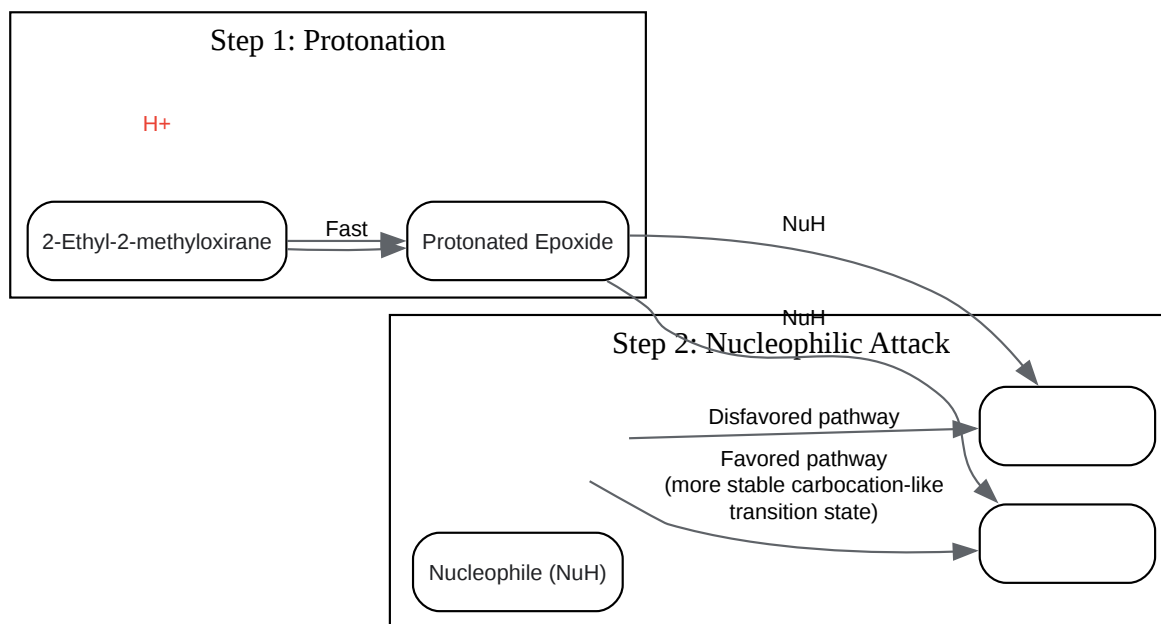 Step 1: Protonation
H+
2-Ethyl-2-methyloxirane
Fast
Protonated Epoxide
NuH
NuH
Step 2: Nucleophilic Attack
Disfavored pathway
Favored pathway
(more stable carbocation-like
transition state)
Nucleophile (NuH)